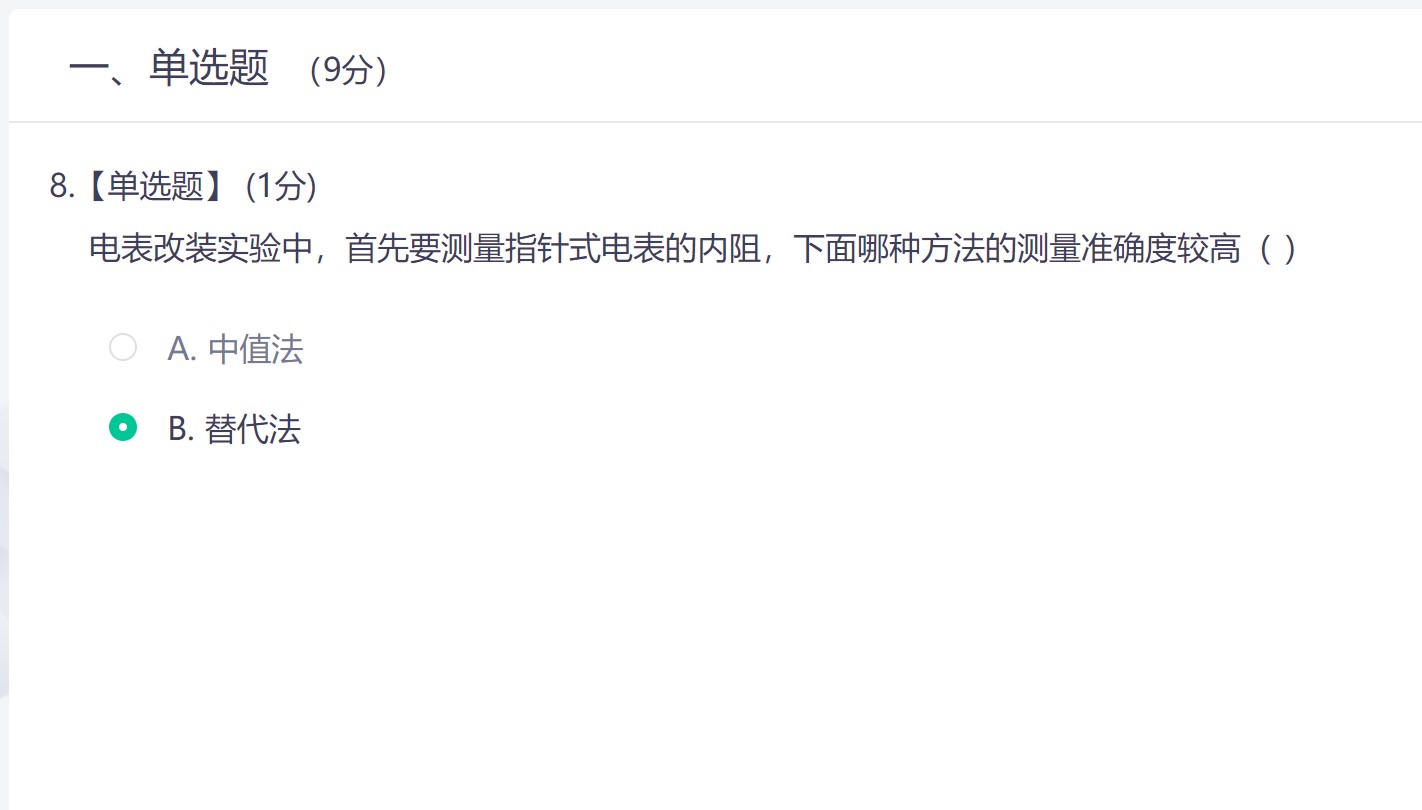 一、单选题 （9分）
8.【单选题】 (1分)
电表改装实验中，首先要测量指针式电表的内阻，下面哪种方法的测量准确度较高（ ）
A. 中值法
B. 替代法